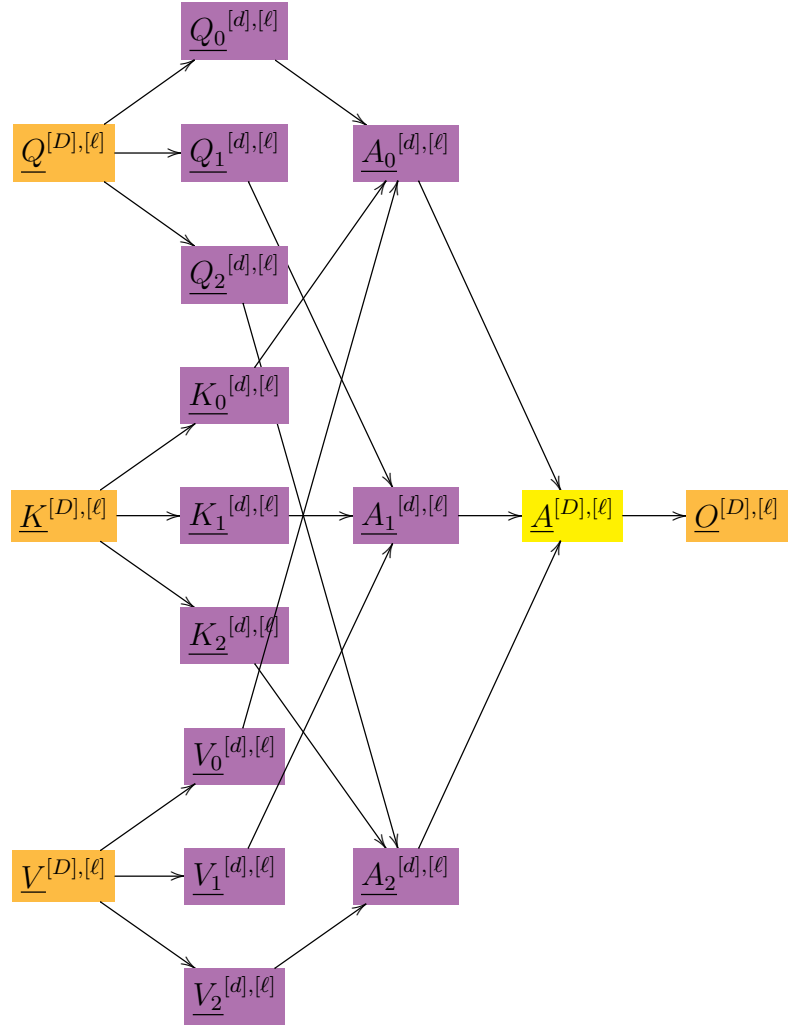 Q_0^{[d],[ℓ]}
Q^{[D],[ℓ]} Q_1^{[d],[ℓ]} A_0^{[d],[ℓ]}
Q_2^{[d],[ℓ]}
K_0^{[d],[ℓ]}
K^{[D],[ℓ]} K_1^{[d],[ℓ]} A_1^{[d],[ℓ]} A^{[D],[ℓ]} O^{[D],[ℓ]}
K_2^{[d],[ℓ]}
V_0^{[d],[ℓ]}
V^{[D],[ℓ]} V_1^{[d],[ℓ]} A_2^{[d],[ℓ]}
V_2^{[d],[ℓ]}